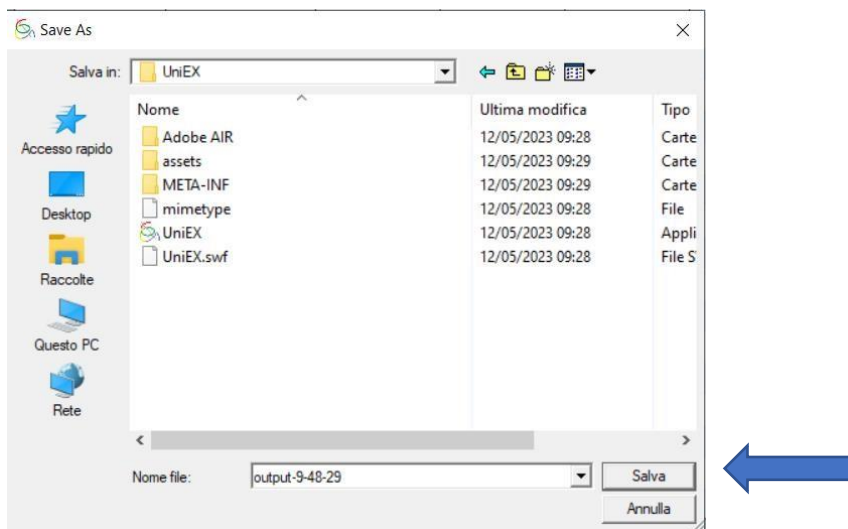 Save As
Salva in: UniEX
Nome Ultima modifica Tipo
Adobe AIR 12/05/2023 09:28 Carte
assets 12/05/2023 09:29 Carte
META-INF 12/05/2023 09:29 Carte
mimetype 12/05/2023 09:28 File
UniEX 12/05/2023 09:28 Appli
UniEX.swf 12/05/2023 09:28 File S
Accesso rapido
Desktop
Raccolte
Questo PC
Rete
Nome file: output-9-48-29 Salva
Annulla